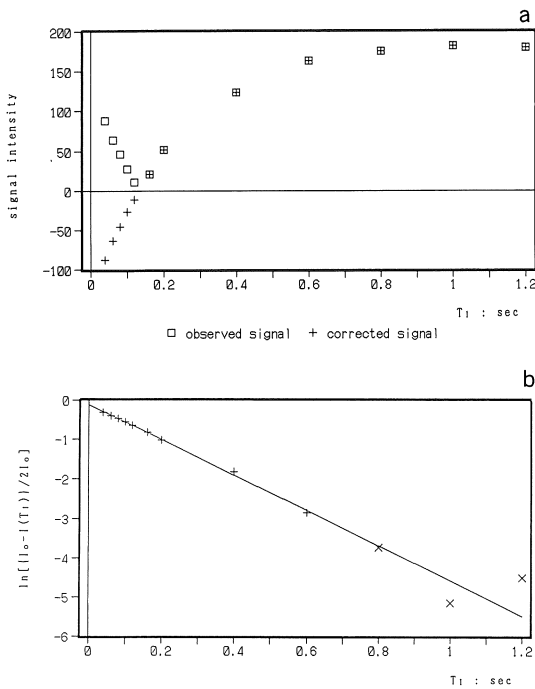 a
200
150
100
50
0
-50
-100
signal intensity
0 0.2 0.4 0.6 0.8 1 1.2
T₁ : sec
□ observed signal + corrected signal
b
0
-1
-2
-3
-4
-5
-6
ln[{I₀-I(T₁)}/2I₀]
0 0.2 0.4 0.6 0.8 1 1.2
T₁ : sec